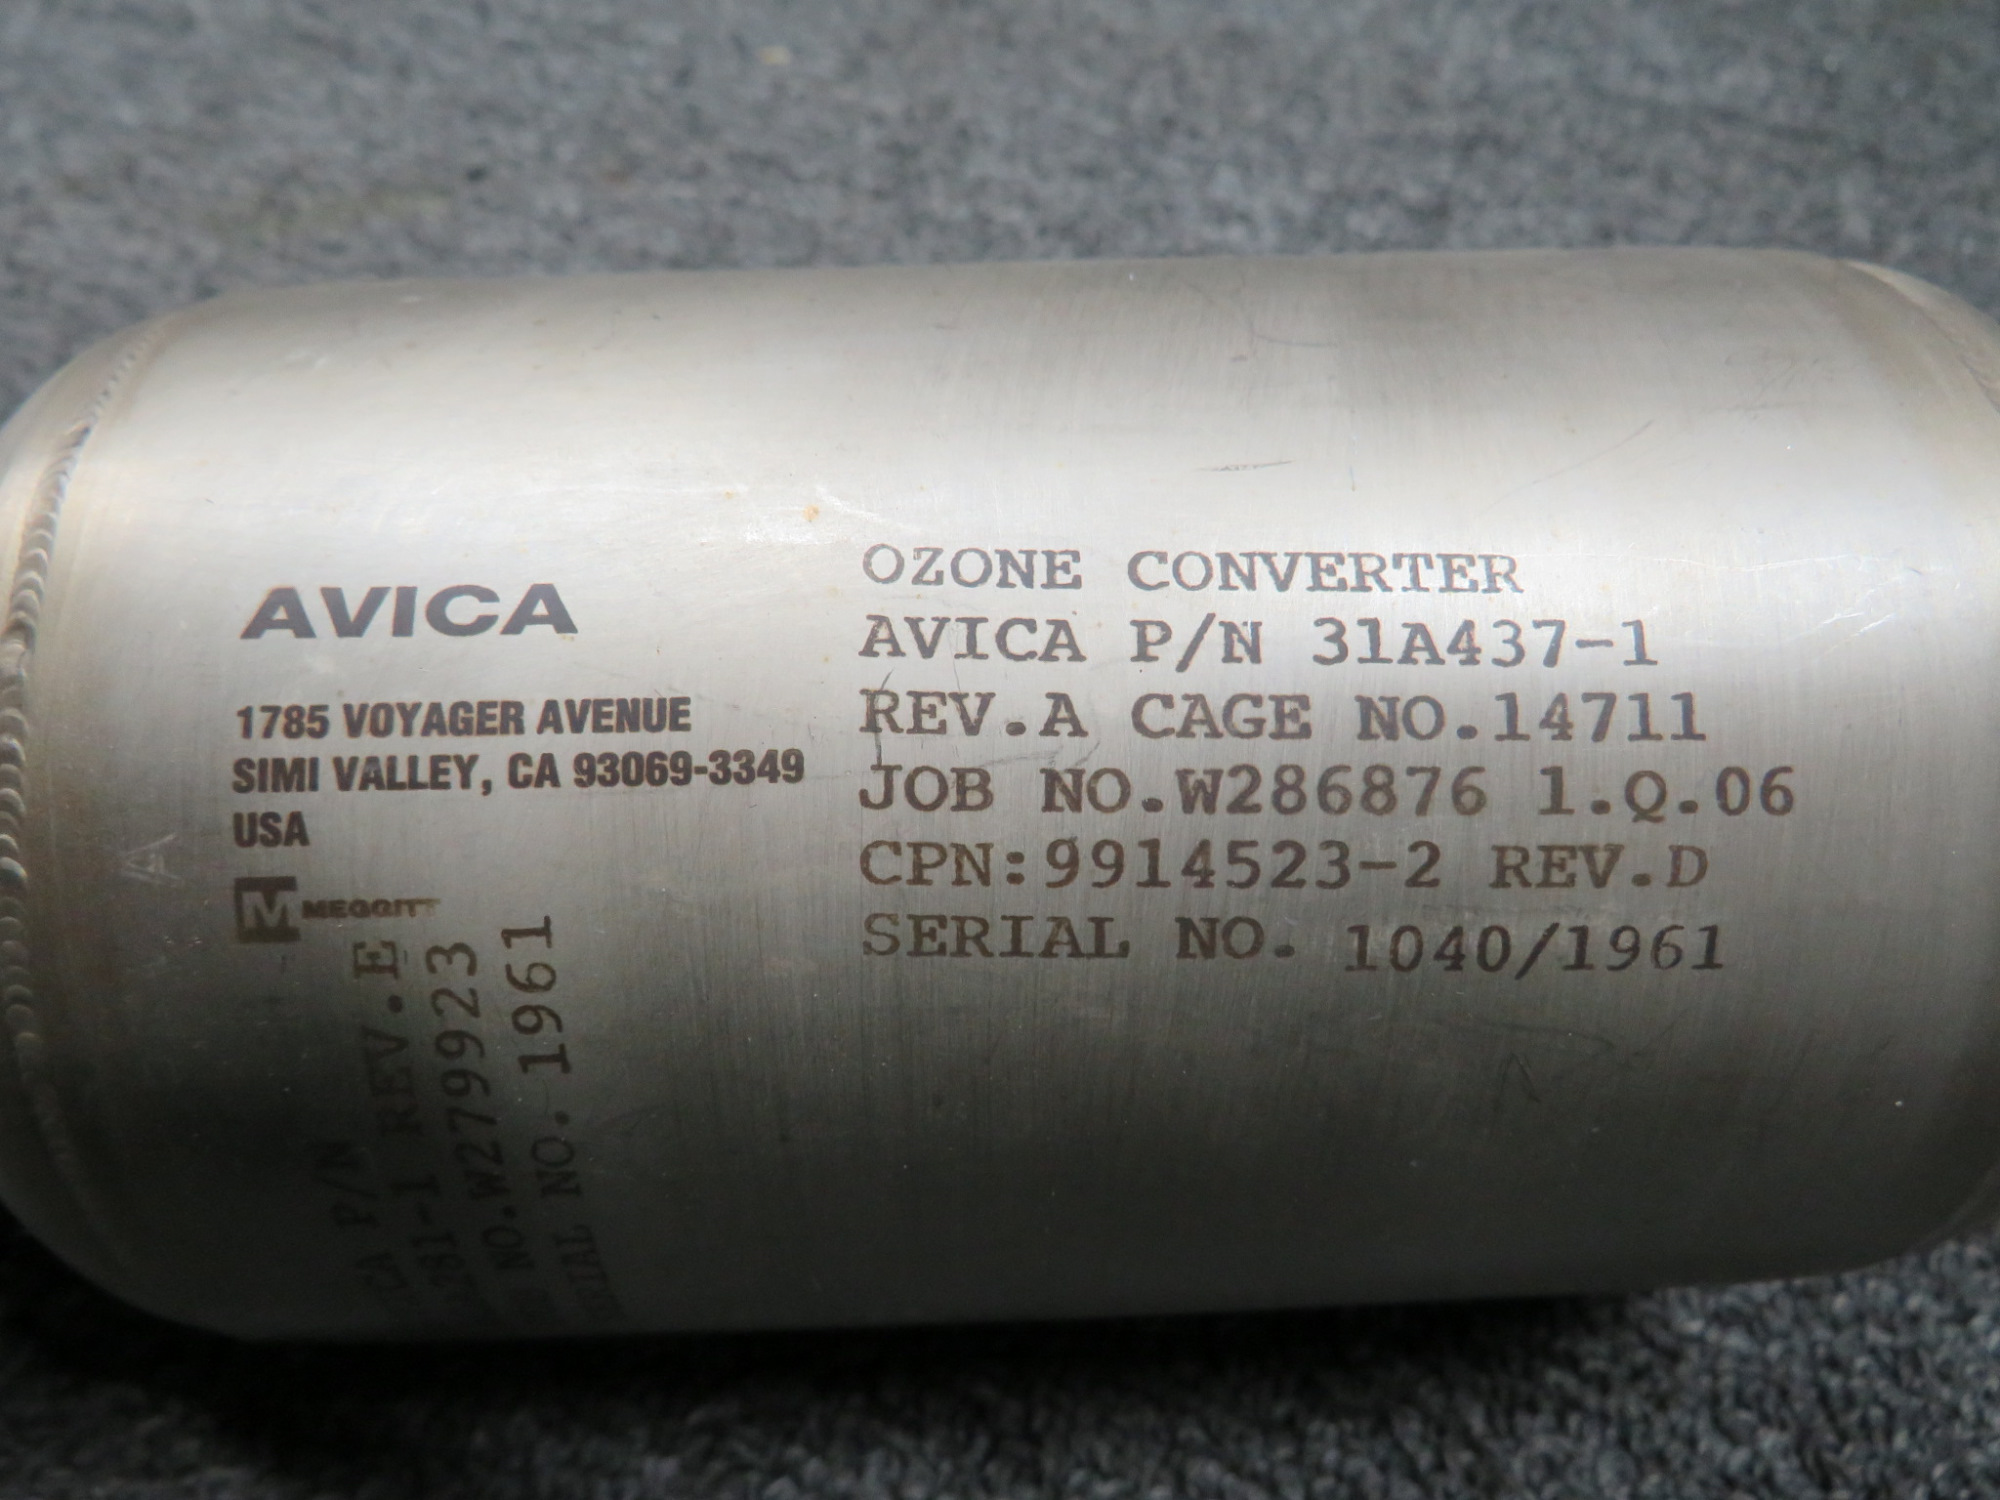 AVICA
1785 VOYAGER AVENUE
SIMI VALLEY, CA 93069-3349
USA
M MEGGITT
OZONE CONVERTER
AVICA P/N 31A437-1
REV.A CAGE NO.14711
JOB NO.W286876 1.Q.06
CPN:9914523-2 REV.D
SERIAL NO. 1040/1961
P/N
REV.E
NO.W279923
NO. 1961